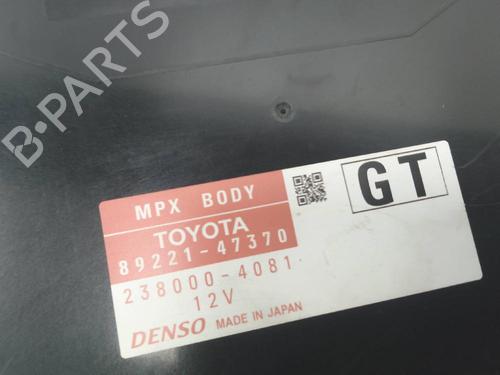 B-PARTS
MPX BODY
GT
TOYOTA
89221-47370
238000-4081
12V
DENSO MADE IN JAPAN